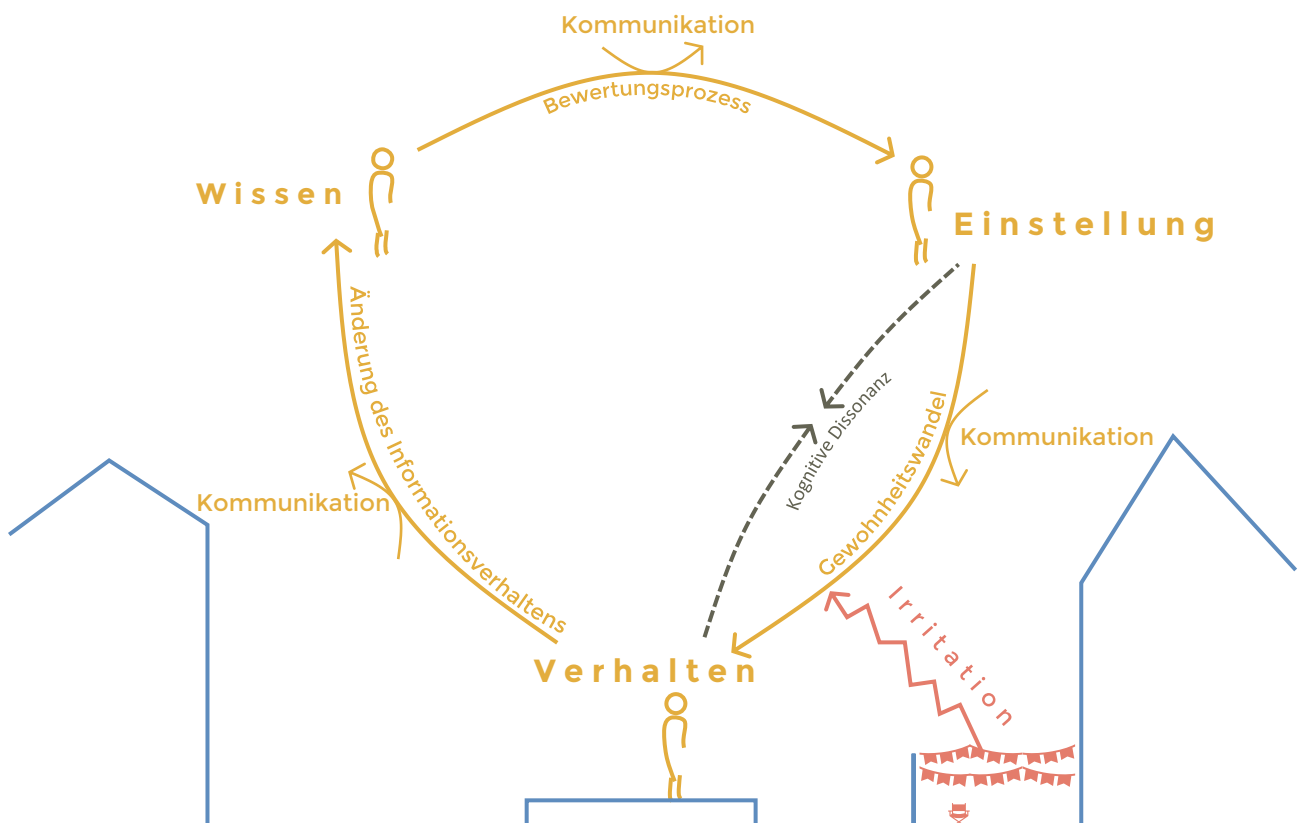 Kommunikation
Bewertungsprozess
Wissen
Einstellung
Änderung des Informationsverhaltens
Kommunikation
Kognitive Dissonanz
Gewohnheitswandel
Kommunikation
Irritation
Verhalten